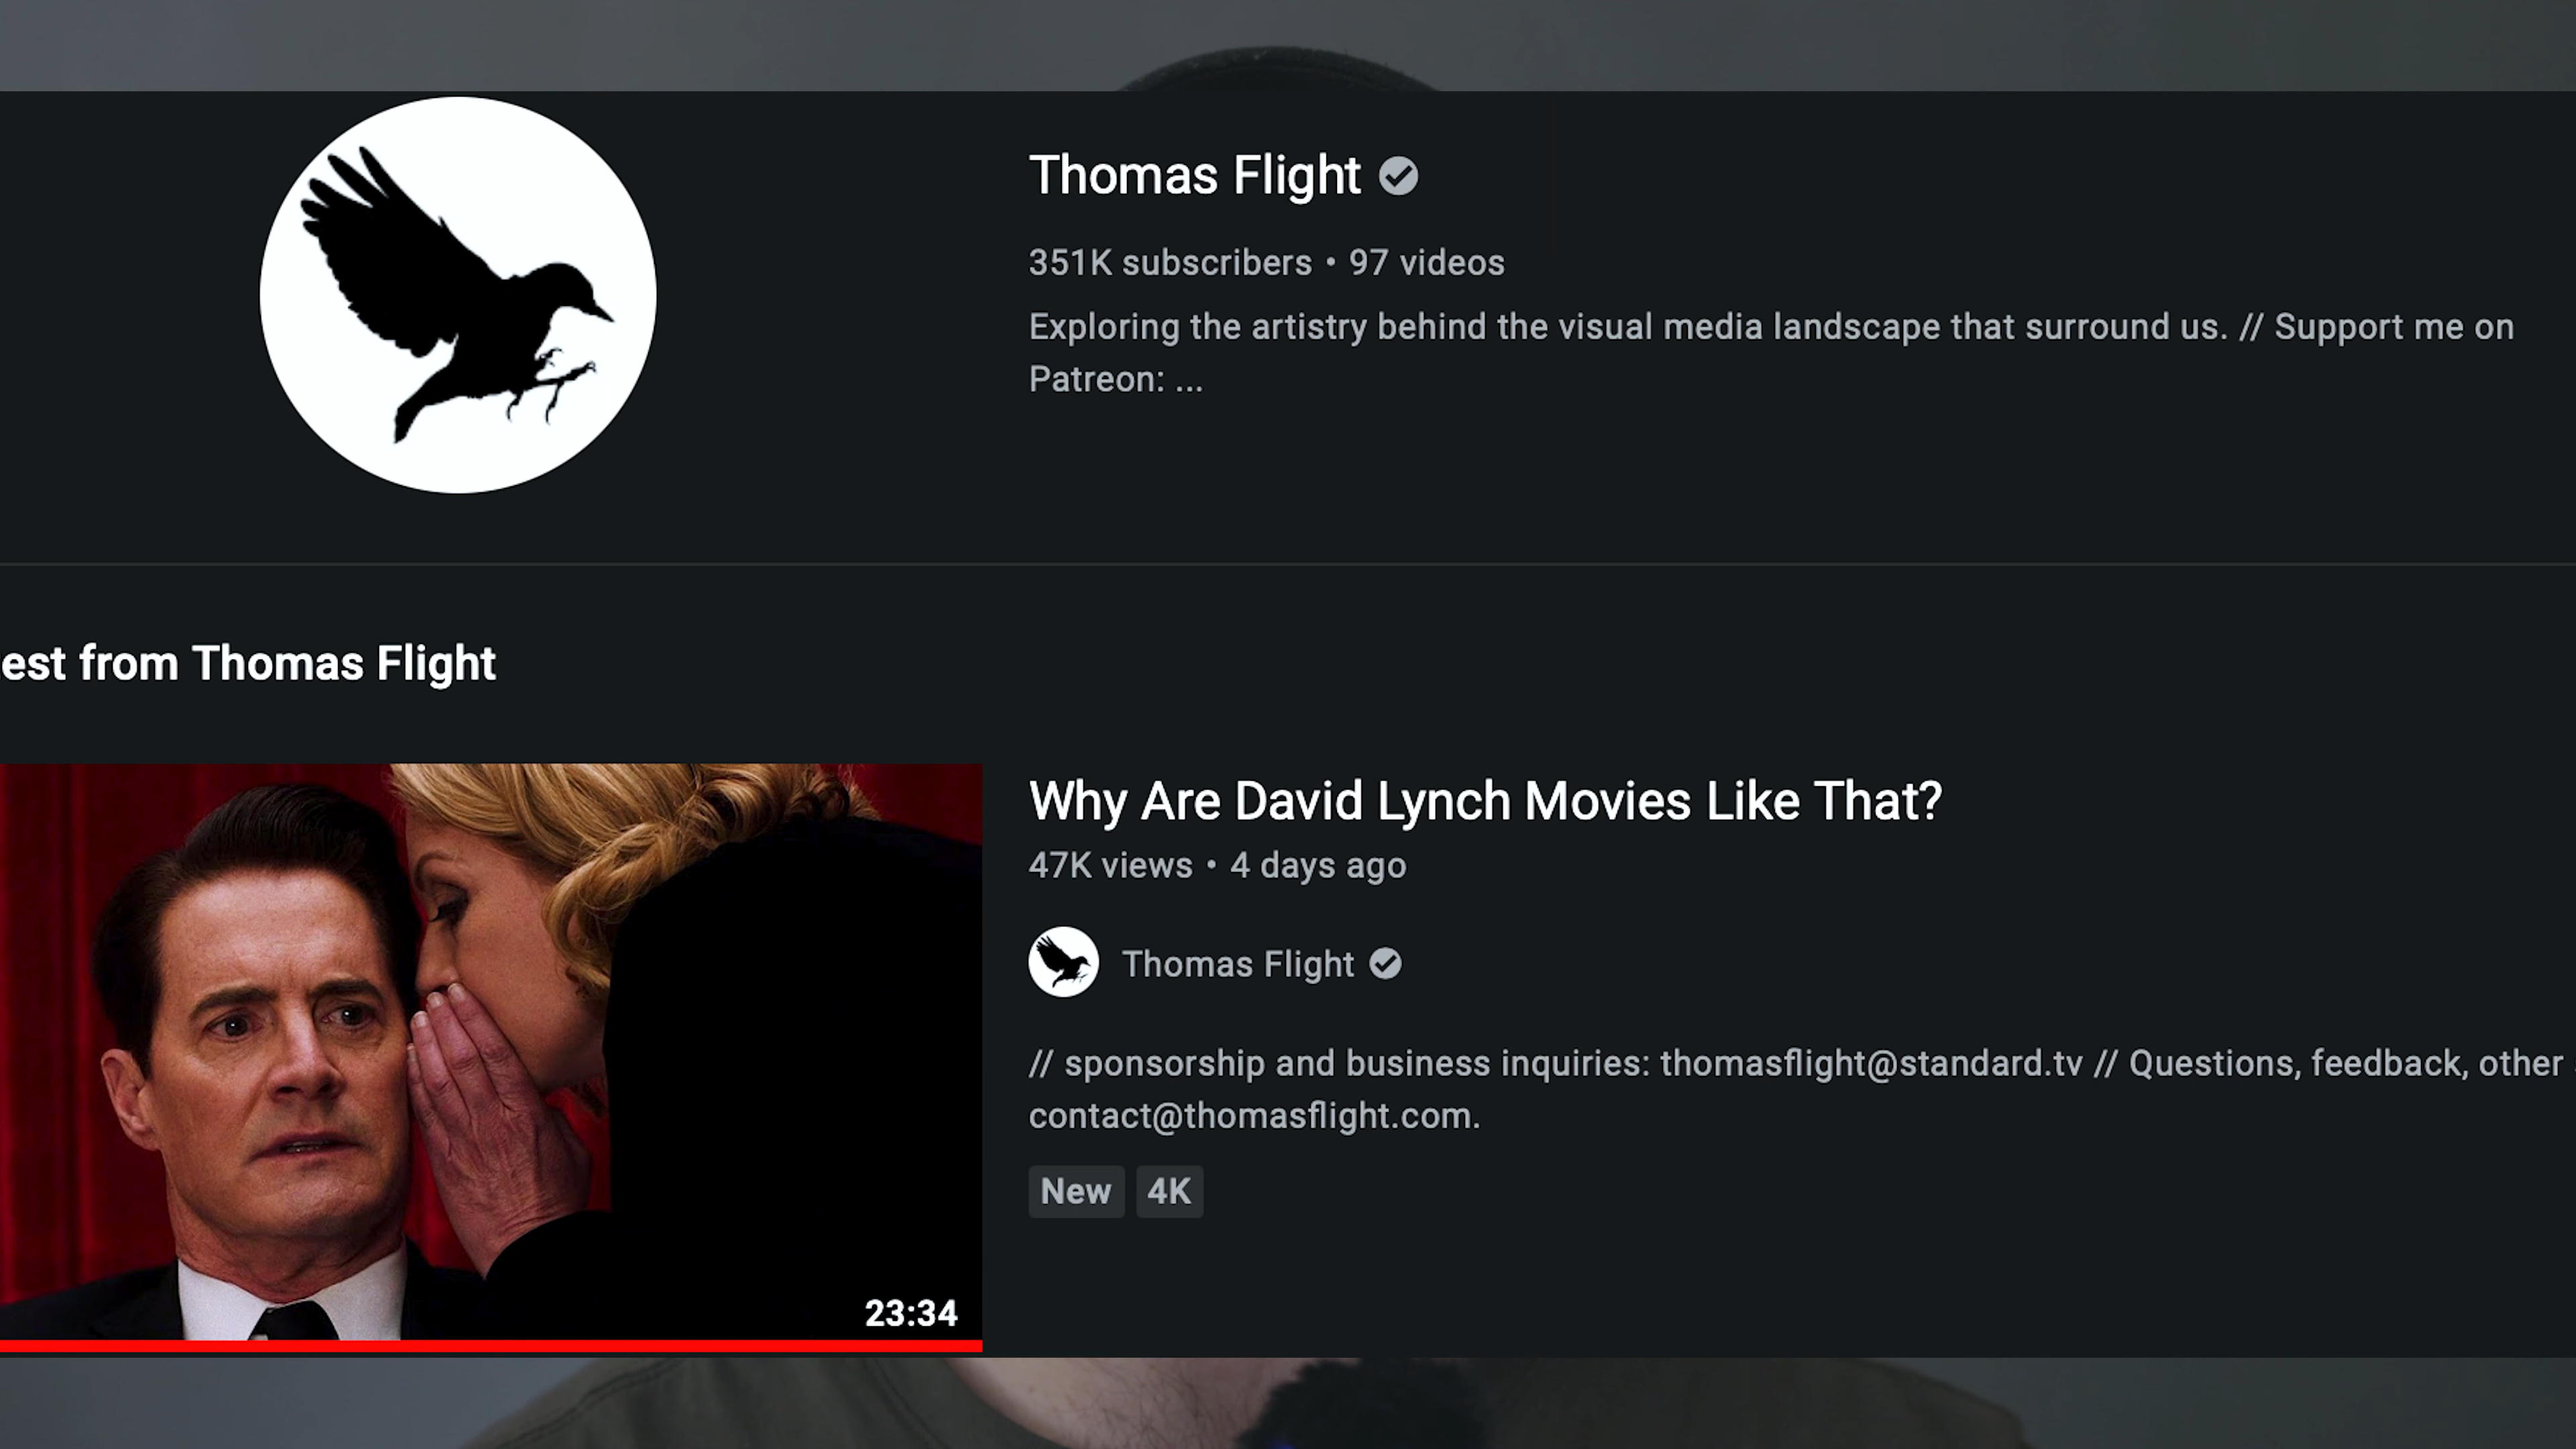 Thomas Flight
351K subscribers • 97 videos
Exploring the artistry behind the visual media landscape that surround us. // Support me on
Patreon: ...
est from Thomas Flight
Why Are David Lynch Movies Like That?
47K views • 4 days ago
Thomas Flight
// sponsorship and business inquiries: thomasflight@standard.tv // Questions, feedback, other
contact@thomasflight.com.
New 4K
23:34